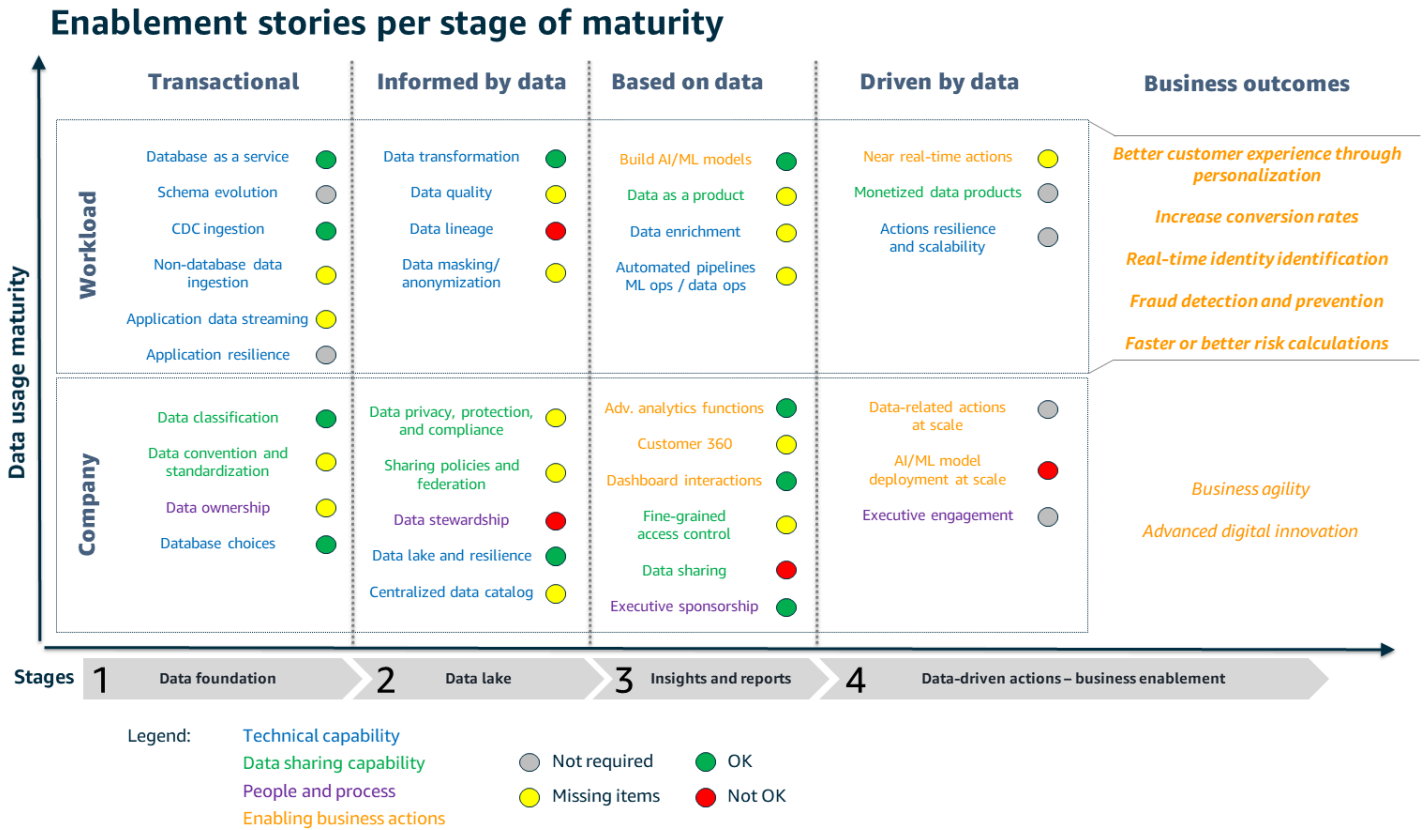 Enablement stories per stage of maturity
Transactional
Informed by data
Based on data
Driven by data
Business outcomes
Data usage maturity
Workload
Database as a service
Schema evolution
CDC ingestion
Non-database data
ingestion
Application data streaming
Application resilience
Data transformation
Data quality
Data lineage
Data masking/
anonymization
Build AI/ML models
Data as a product
Data enrichment
Automated pipelines
ML ops / data ops
Near real-time actions
Monetized data products
Actions resilience
and scalability
Better customer experience through
personalization
Increase conversion rates
Real-time identity identification
Fraud detection and prevention
Faster or better risk calculations
Company
Data classification
Data convention and
standardization
Data ownership
Database choices
Data privacy, protection,
and compliance
Sharing policies and
federation
Data stewardship
Data lake and resilience
Centralized data catalog
Adv. analytics functions
Customer 360
Dashboard interactions
Fine-grained
access control
Data sharing
Executive sponsorship
Data-related actions
at scale
AI/ML model
deployment at scale
Executive engagement
Business agility
Advanced digital innovation
Stages
1 Data foundation
2 Data lake
3 Insights and reports
4 Data-driven actions – business enablement
Legend:
Technical capability
Data sharing capability
People and process
Enabling business actions
Not required
Missing items
OK
Not OK